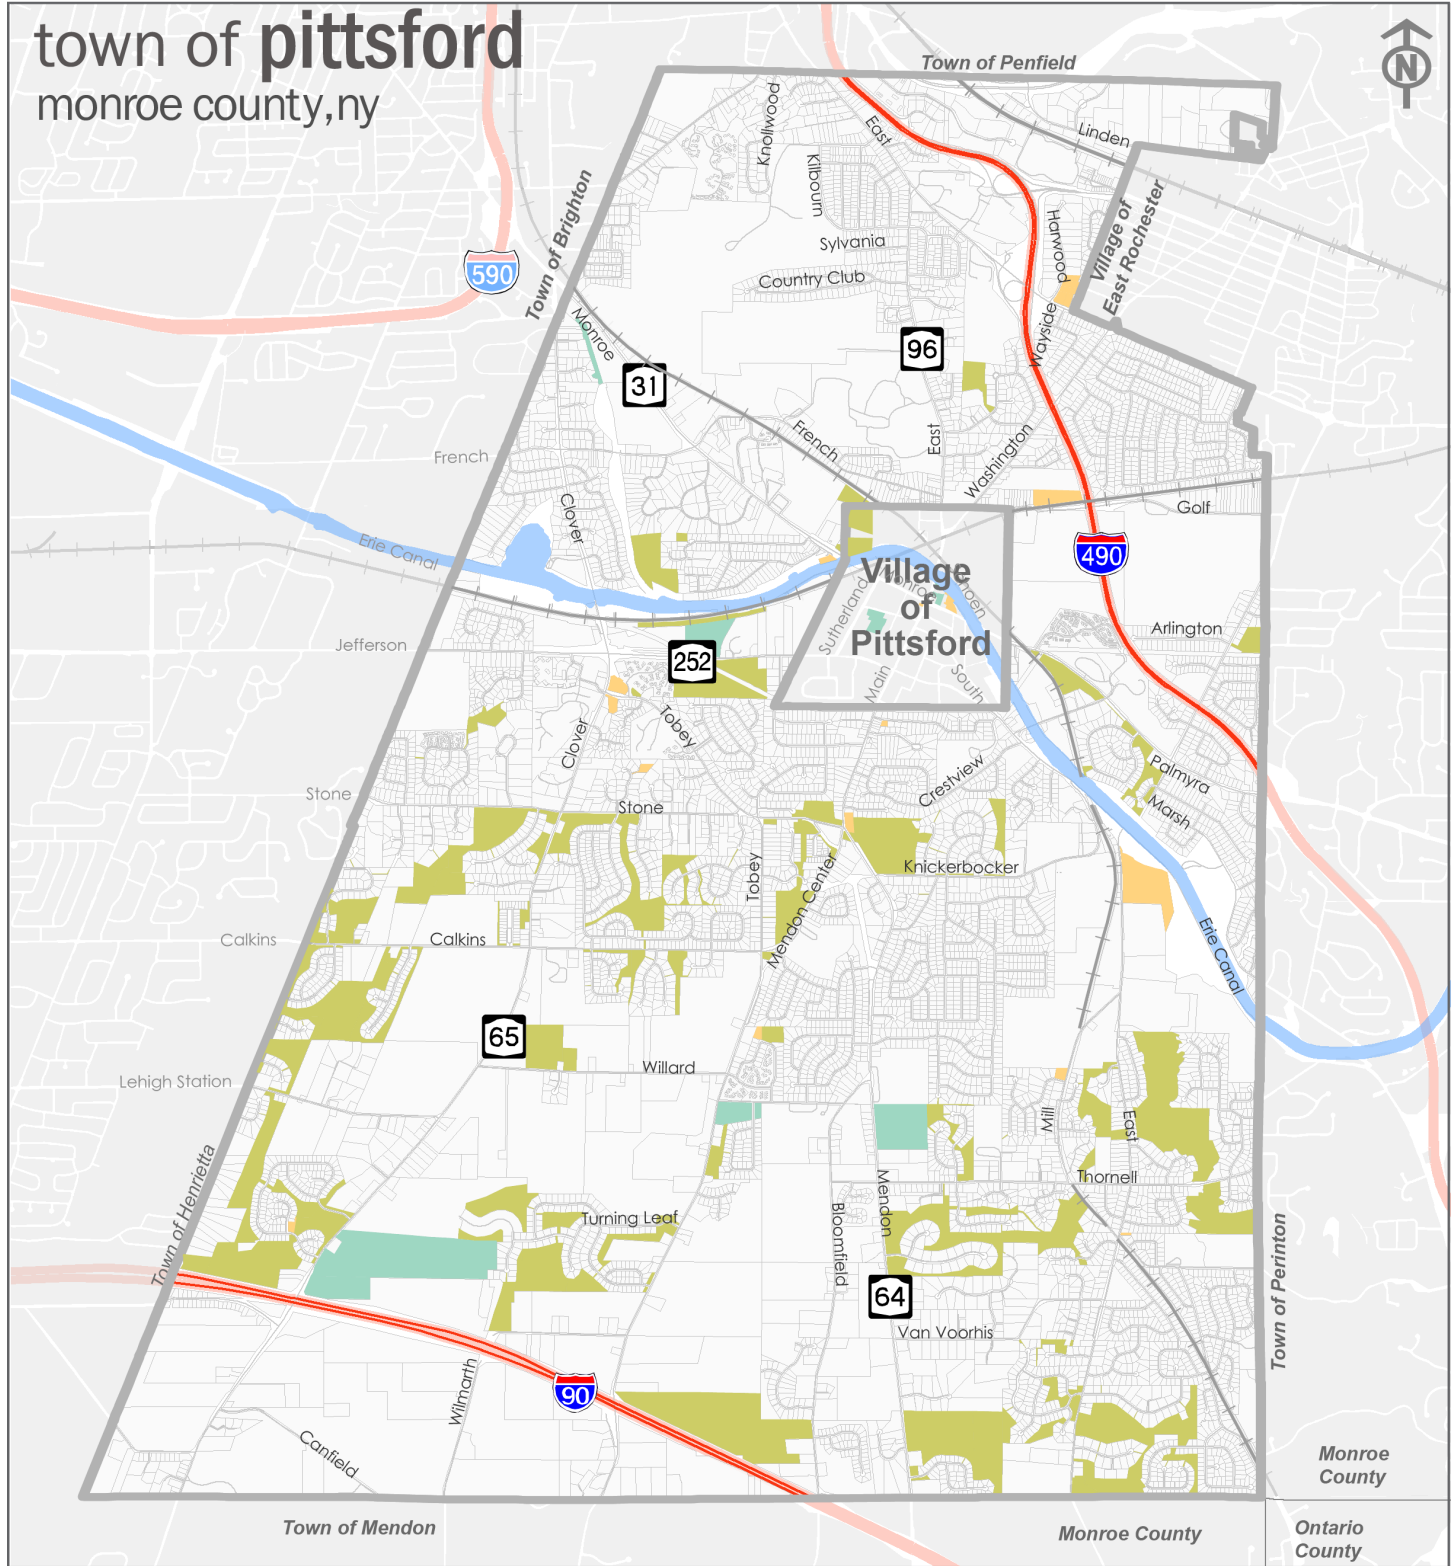 town of pittsford
monroe county,ny
N
Town of Penfield
Linden
East
Knollwood
Kilbourn
Town of Brighton
Village of
East Rochester
Harwood
Sylvania
Country Club
590
Monroe
Wayside
96
31
French
East
Washington
French
Clover
Golf
Erie Canal
490
Village
of
Pittsford
Monroe
Sutherland
Main
South
Jefferson
Arlington
252
Tobey
Clover
Crestview
Palmyra
Marsh
Stone
Stone
Knickerbocker
Tobey
Mendon Center
Calkins
Calkins
Erie Canal
65
Willard
Lehigh Station
Mill
East
Thornell
Town of Henrietta
Mendon
Turning Leaf
Bloomfield
64
Town of Perinton
Van Voorhis
90
Wilmarth
Canfield
Monroe
County
Town of Mendon
Monroe County
Ontario
County